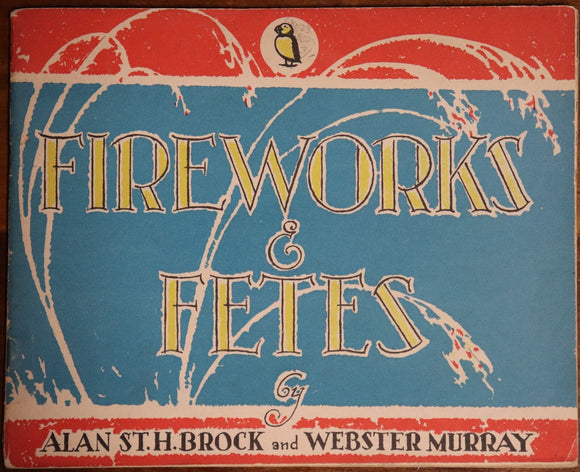 FIREWORKS
&
FETES
By
ALAN ST.H.BROCK and WEBSTER MURRAY